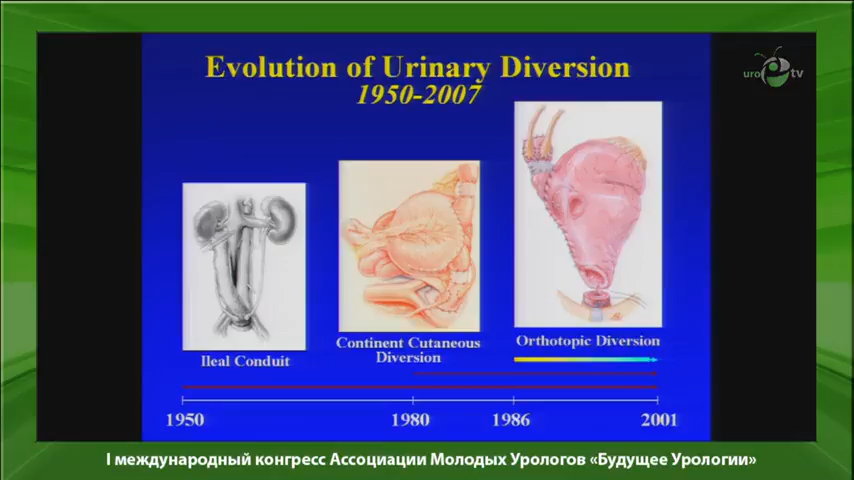 Evolution of Urinary Diversion
1950-2007
uro tv
Ileal Conduit
Continent Cutaneous
Diversion
Orthotopic Diversion
1950 1980 1986 2001
I международный конгресс Ассоциации Молодых Урологов «Будущее Урологии»